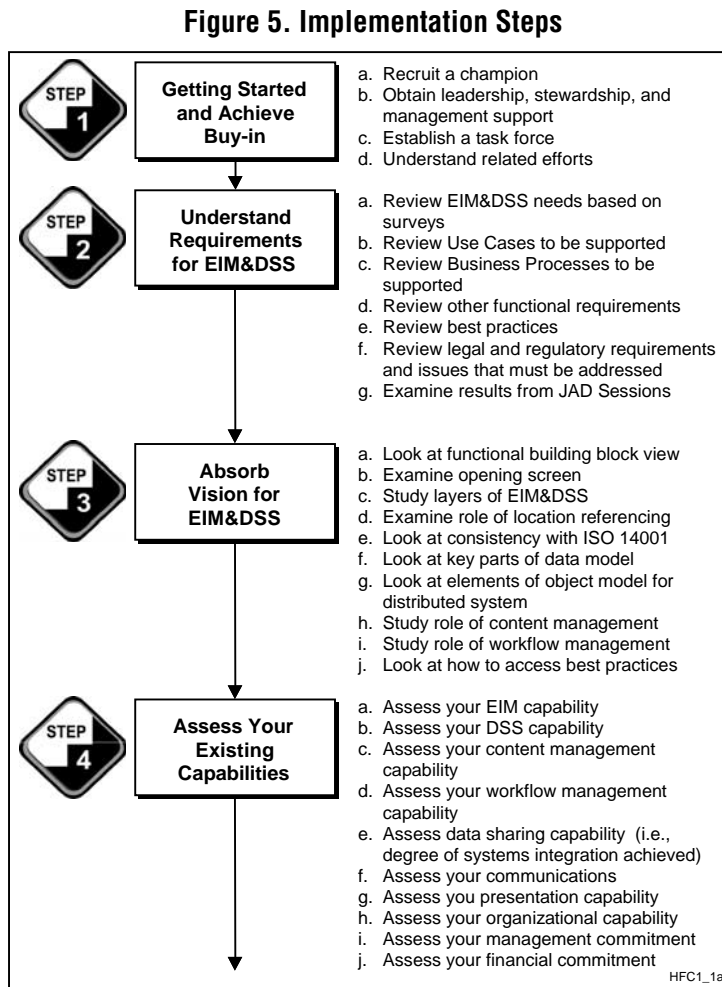 Figure 5. Implementation Steps
STEP
1
Getting Started
and Achieve
Buy-in
a. Recruit a champion
b. Obtain leadership, stewardship, and
management support
c. Establish a task force
d. Understand related efforts
STEP
2
Understand
Requirements
for EIM&DSS
a. Review EIM&DSS needs based on
surveys
b. Review Use Cases to be supported
c. Review Business Processes to be
supported
d. Review other functional requirements
e. Review best practices
f. Review legal and regulatory requirements
and issues that must be addressed
g. Examine results from JAD Sessions
STEP
3
Absorb
Vision for
EIM&DSS
a. Look at functional building block view
b. Examine opening screen
c. Study layers of EIM&DSS
d. Examine role of location referencing
e. Look at consistency with ISO 14001
f. Look at key parts of data model
g. Look at elements of object model for
distributed system
h. Study role of content management
i. Study role of workflow management
j. Look at how to access best practices
STEP
4
Assess Your
Existing
Capabilities
a. Assess your EIM capability
b. Assess your DSS capability
c. Assess your content management
capability
d. Assess your workflow management
capability
e. Assess data sharing capability (i.e.,
degree of systems integration achieved)
f. Assess your communications
g. Assess you presentation capability
h. Assess your organizational capability
i. Assess your management commitment
j. Assess your financial commitment
HFC1_1a